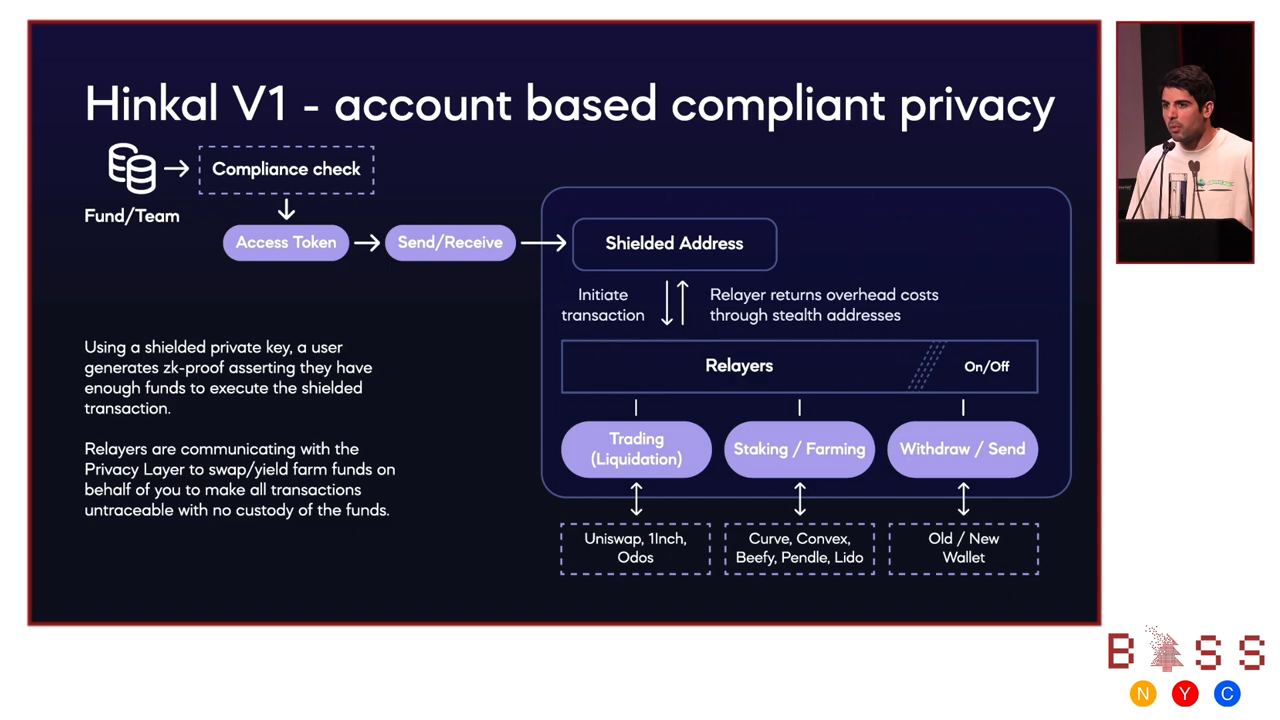 Hinkal V1 - account based compliant privacy
Fund/Team
Compliance check
Access Token
Send/Receive
Shielded Address
Initiate
transaction
Relayer returns overhead costs
through stealth addresses
Relayers
On/Off
Trading
(Liquidation)
Staking / Farming
Withdraw / Send
Uniswap, 1Inch,
Odos
Curve, Convex,
Beefy, Pendle, Lido
Old / New
Wallet
Using a shielded private key, a user
generates zk-proof asserting they have
enough funds to execute the shielded
transaction.
Relayers are communicating with the
Privacy Layer to swap/yield farm funds on
behalf of you to make all transactions
untraceable with no custody of the funds.
B SS
N Y C